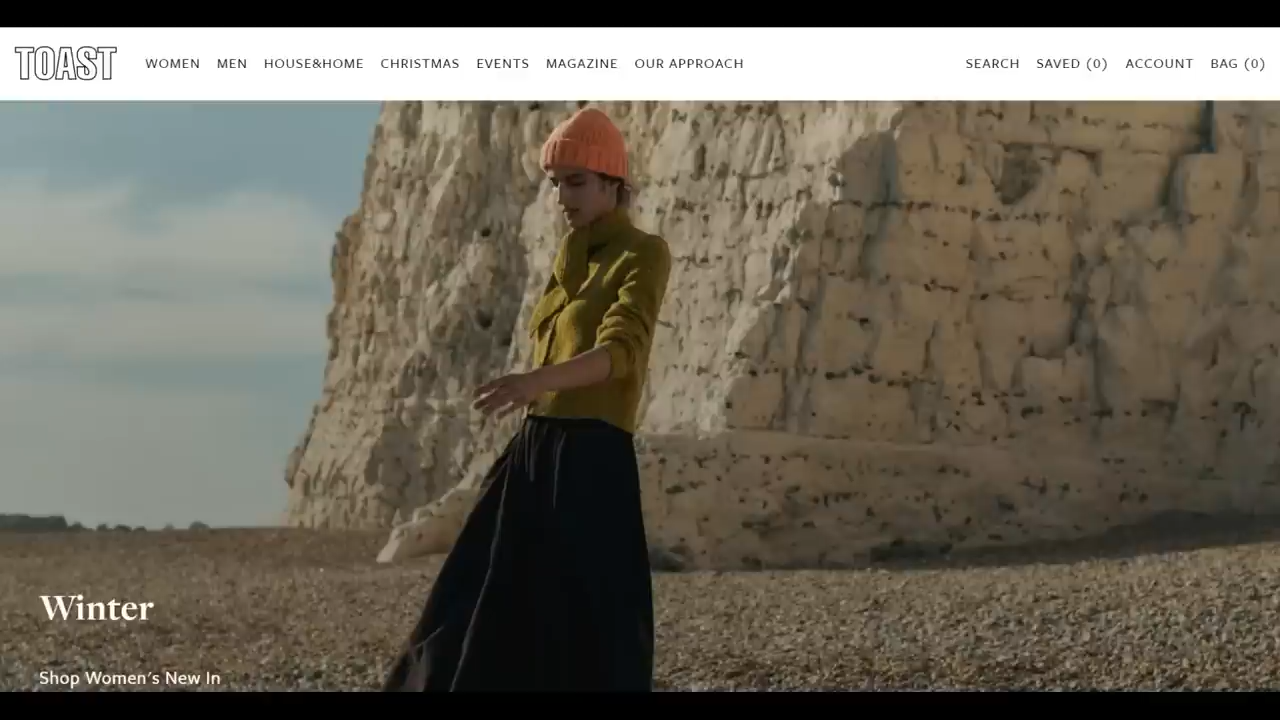 TOAST WOMEN MEN HOUSE&HOME CHRISTMAS EVENTS MAGAZINE OUR APPROACH SEARCH SAVED (0) ACCOUNT BAG (0)
Winter
Shop Women's New In